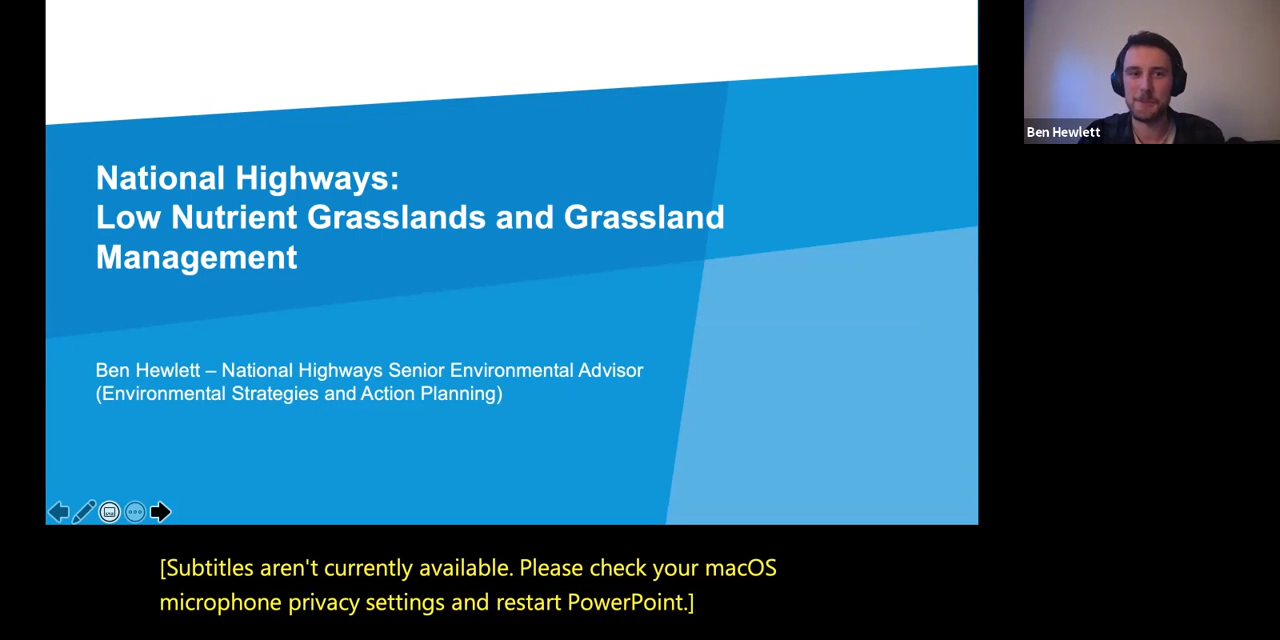 National Highways:
Low Nutrient Grasslands and Grassland
Management
Ben Hewlett – National Highways Senior Environmental Advisor
(Environmental Strategies and Action Planning)
Ben Hewlett
[Subtitles aren't currently available. Please check your macOS
microphone privacy settings and restart PowerPoint.]